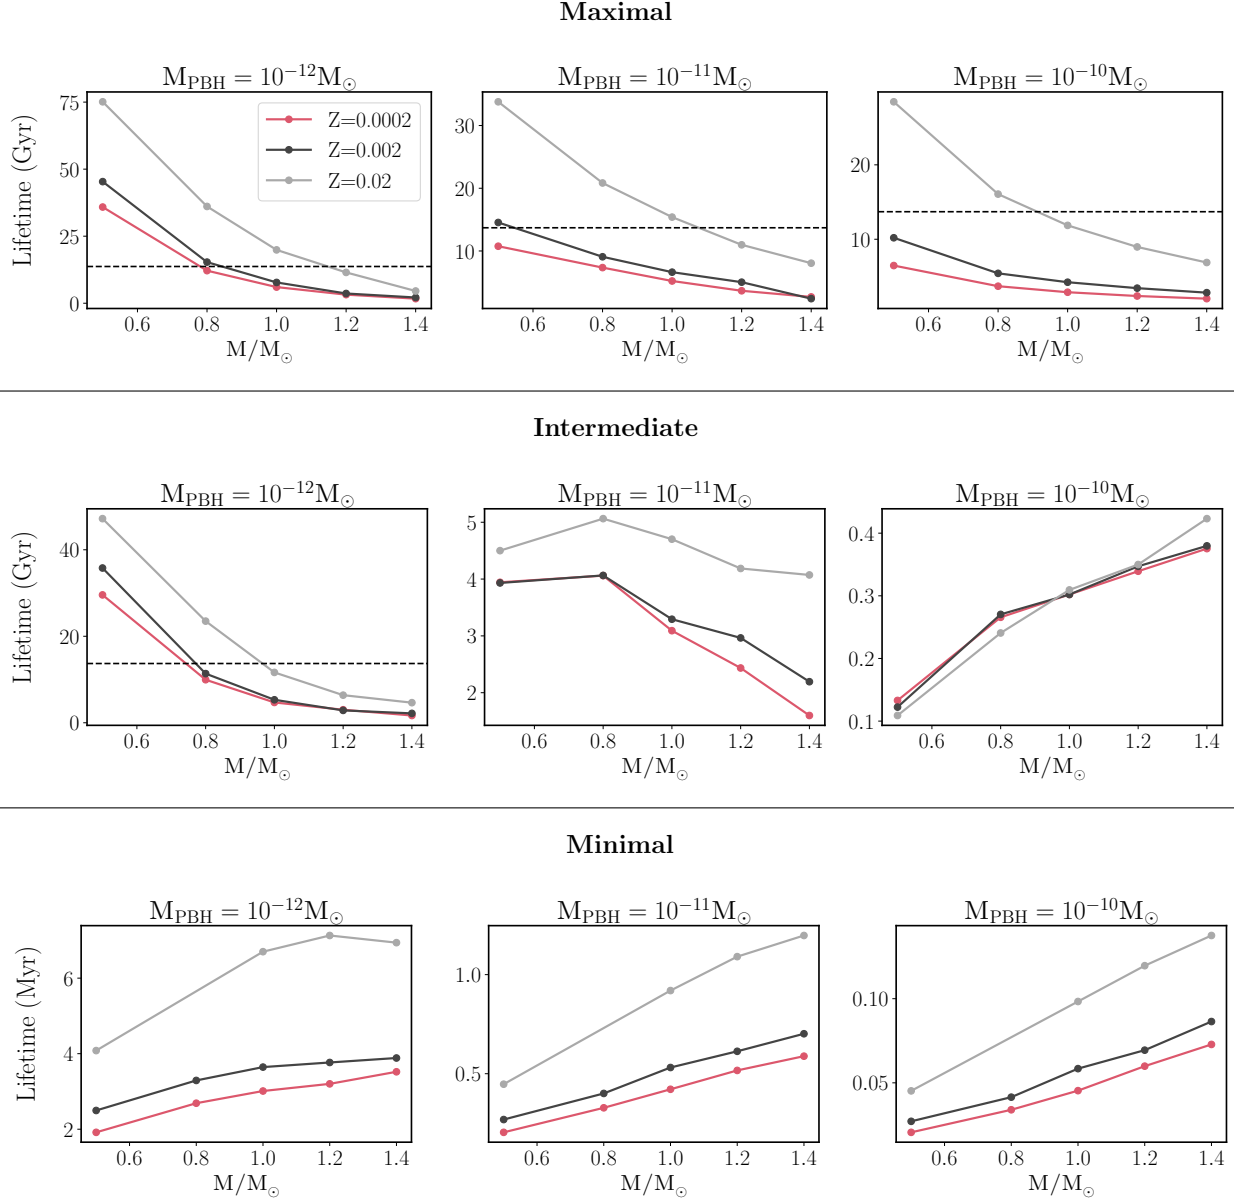 Maximal
M_PBH = 10^−12 M_⊙
M_PBH = 10^−11 M_⊙
M_PBH = 10^−10 M_⊙
Lifetime (Gyr)
75
50
25
0
Z=0.0002
Z=0.002
Z=0.02
0.6 0.8 1.0 1.2 1.4
M/M_⊙
30
20
10
0.6 0.8 1.0 1.2 1.4
M/M_⊙
20
10
0.6 0.8 1.0 1.2 1.4
M/M_⊙
Intermediate
M_PBH = 10^−12 M_⊙
M_PBH = 10^−11 M_⊙
M_PBH = 10^−10 M_⊙
Lifetime (Gyr)
40
20
0
0.6 0.8 1.0 1.2 1.4
M/M_⊙
5
4
3
2
0.6 0.8 1.0 1.2 1.4
M/M_⊙
0.4
0.3
0.2
0.1
0.6 0.8 1.0 1.2 1.4
M/M_⊙
Minimal
M_PBH = 10^−12 M_⊙
M_PBH = 10^−11 M_⊙
M_PBH = 10^−10 M_⊙
Lifetime (Myr)
6
4
2
0.6 0.8 1.0 1.2 1.4
M/M_⊙
1.0
0.5
0.6 0.8 1.0 1.2 1.4
M/M_⊙
0.10
0.05
0.6 0.8 1.0 1.2 1.4
M/M_⊙